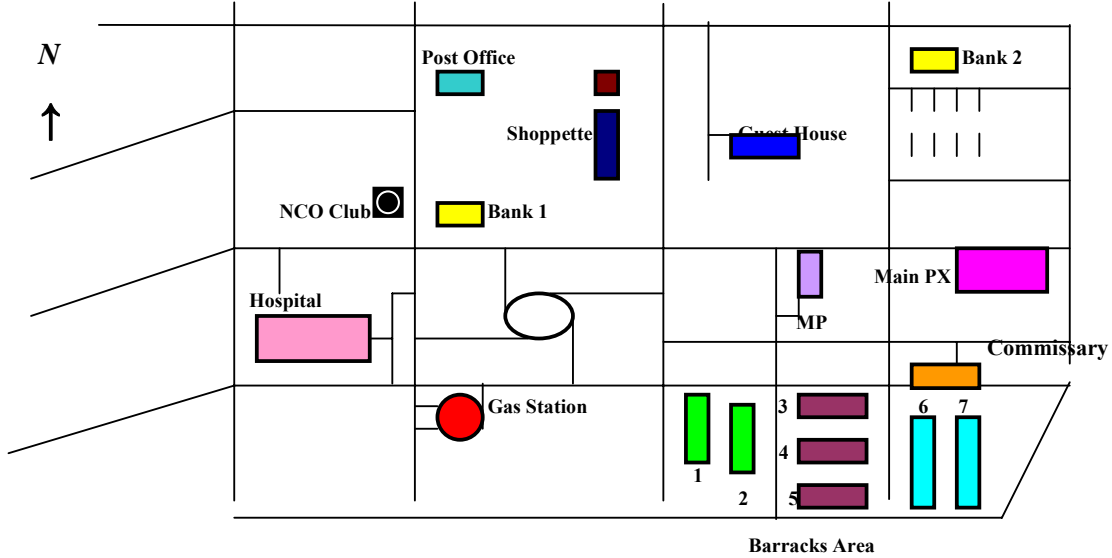 N
Post Office
Bank 2
Shoppette
Guest House
NCO Club
Bank 1
Main PX
Hospital
MP
Commissary
Gas Station
3
6
7
4
1
2
5
Barracks Area